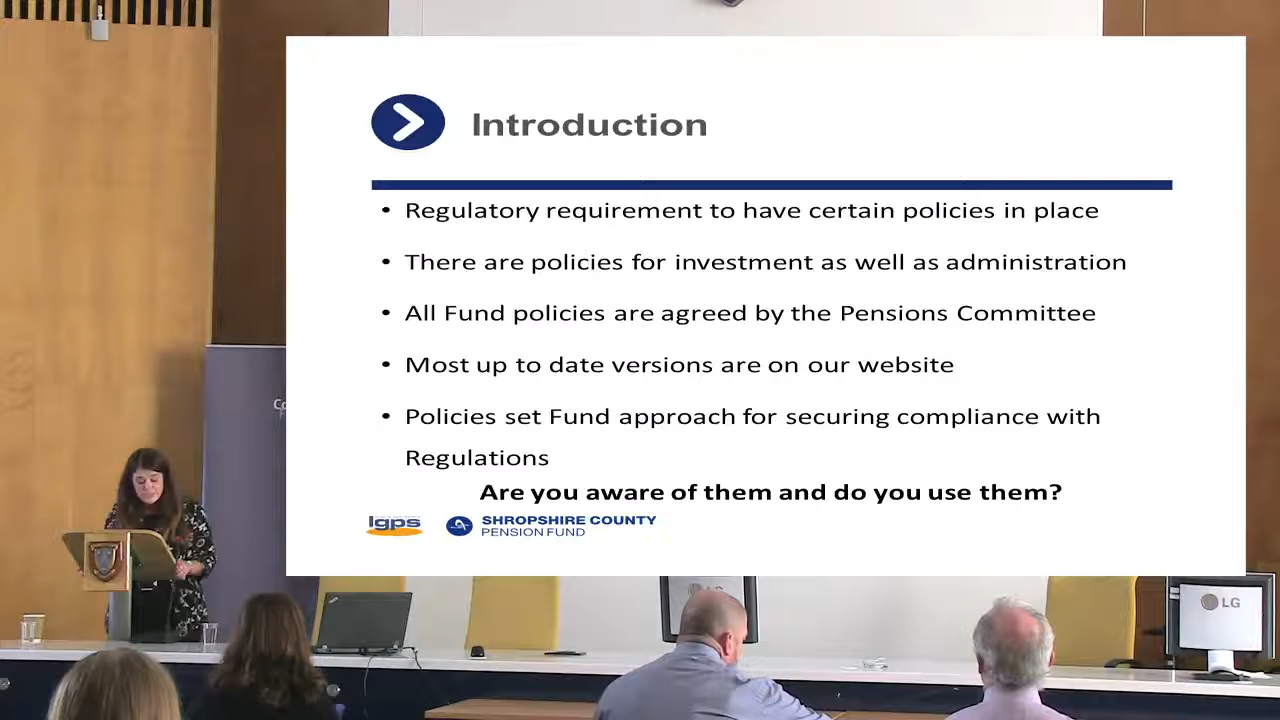 Introduction
• Regulatory requirement to have certain policies in place
• There are policies for investment as well as administration
• All Fund policies are agreed by the Pensions Committee
• Most up to date versions are on our website
• Policies set Fund approach for securing compliance with
Regulations
Are you aware of them and do you use them?
lgps
SHROPSHIRE COUNTY
PENSION FUND
LG
LG